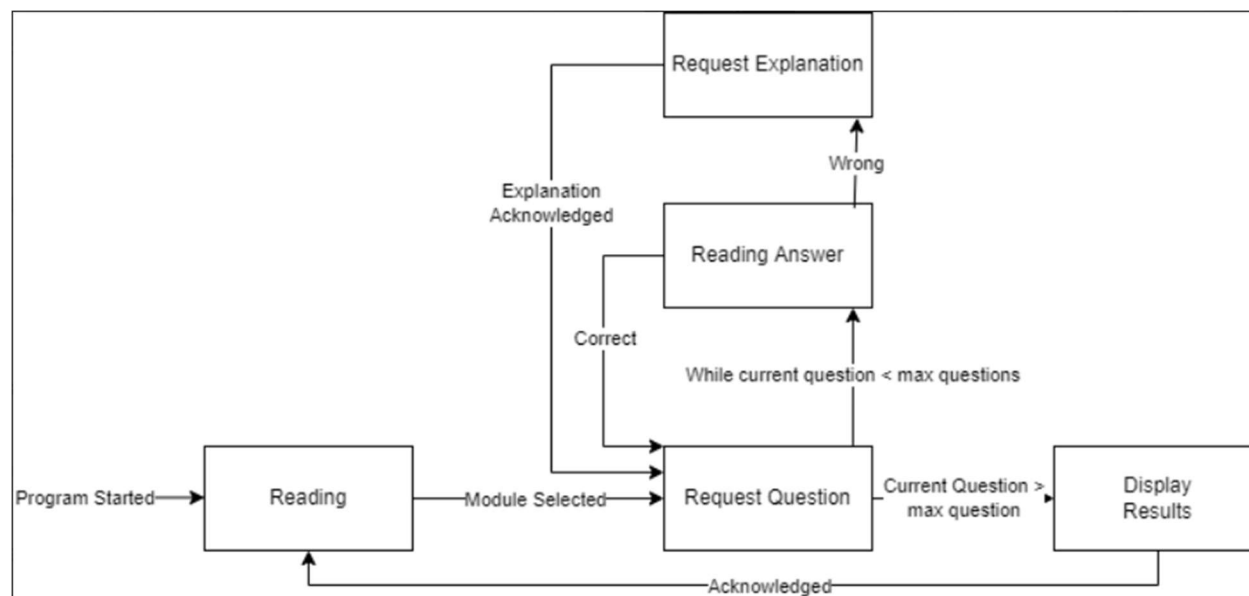 Request Explanation
Wrong
Explanation
Acknowledged
Reading Answer
Correct
While current question < max questions
Program Started
Reading
Module Selected
Request Question
Current Question >
max question
Display
Results
Acknowledged